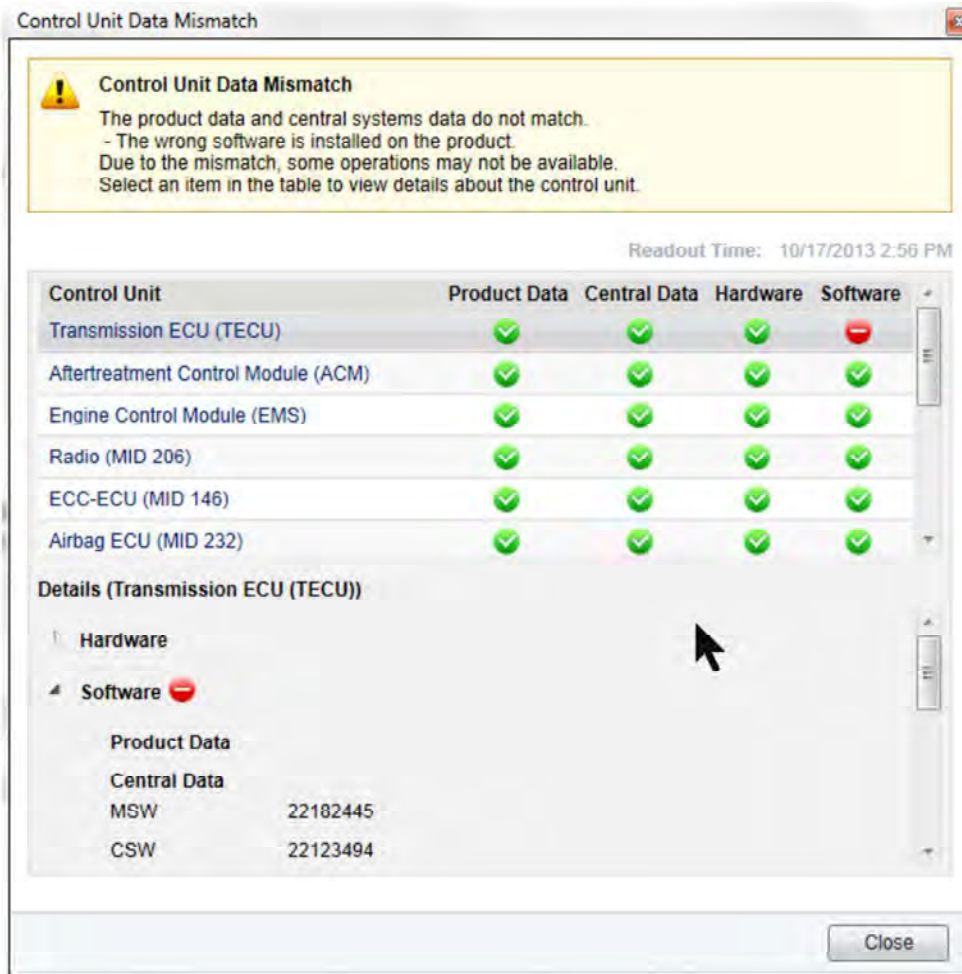 Control Unit Data Mismatch
Control Unit Data Mismatch
The product data and central systems data do not match.
- The wrong software is installed on the product.
Due to the mismatch, some operations may not be available.
Select an item in the table to view details about the control unit.
Readout Time: 10/17/2013 2:56 PM
Control Unit Product Data Central Data Hardware Software
Transmission ECU (TECU)
Aftertreatment Control Module (ACM)
Engine Control Module (EMS)
Radio (MID 206)
ECC-ECU (MID 146)
Airbag ECU (MID 232)
Details (Transmission ECU (TECU))
Hardware
Software
Product Data
Central Data
MSW 22182445
CSW 22123494
Close